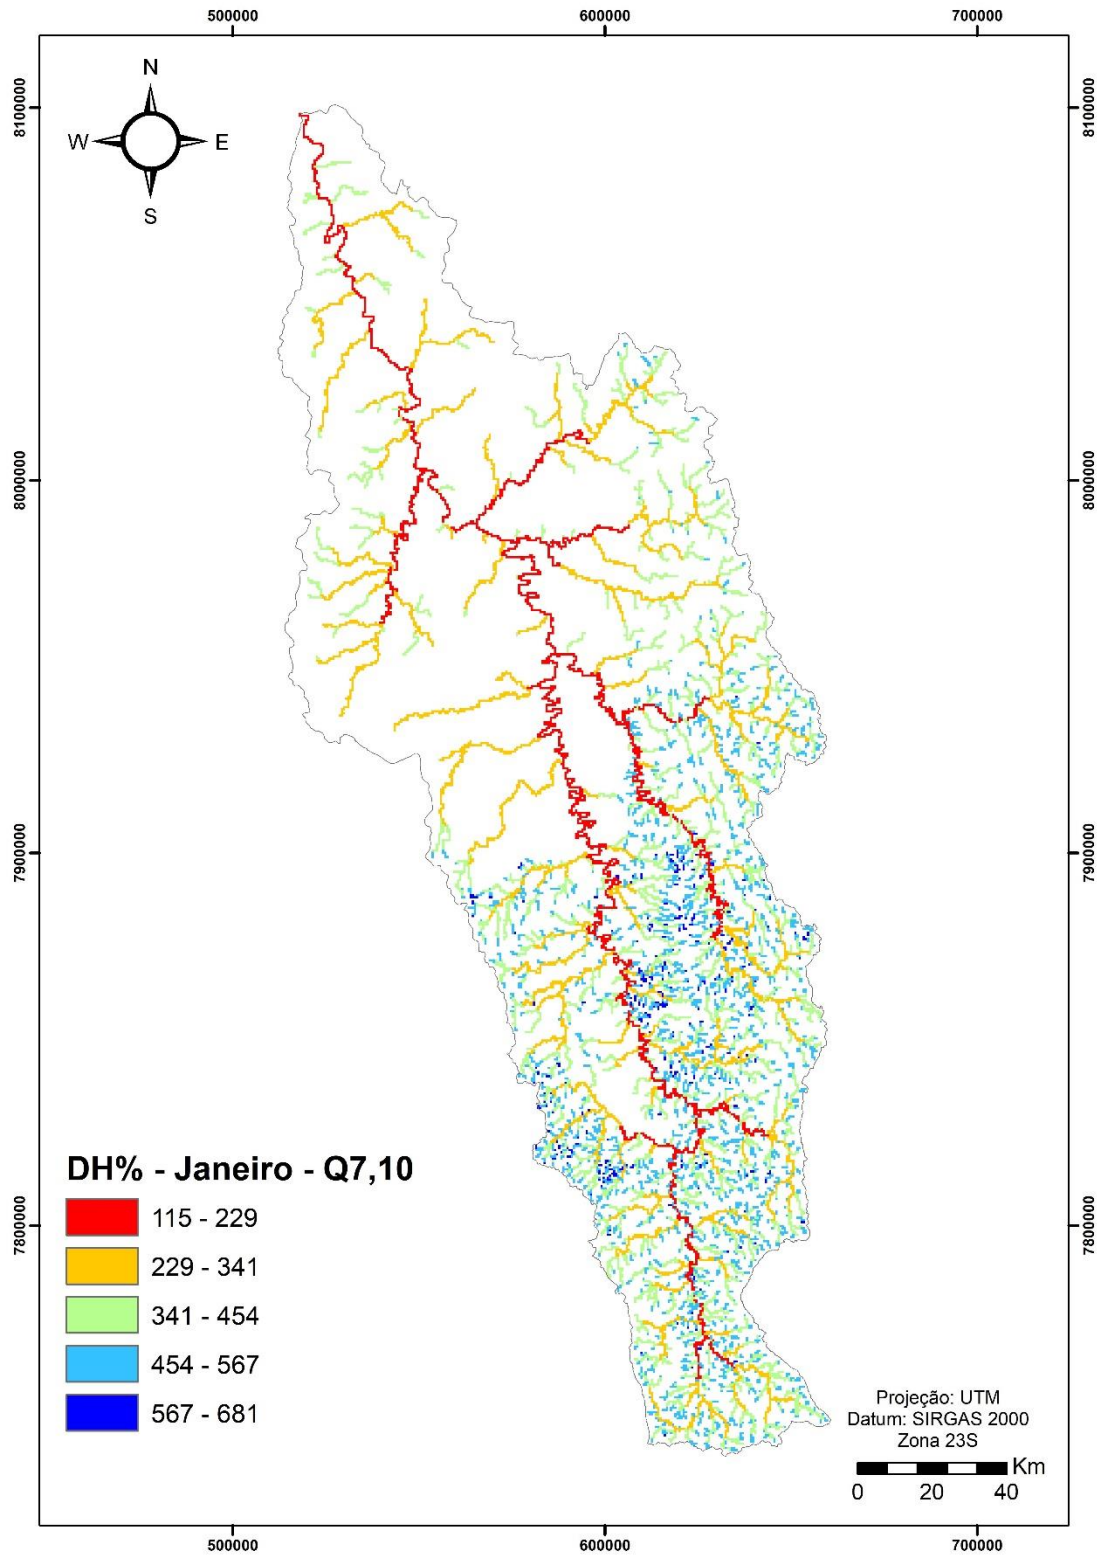 500000 600000 700000
N
W E
S
8100000 8100000
8000000 8000000
7900000 7900000
7800000 7800000
DH% - Janeiro - Q7,10
115 - 229
229 - 341
341 - 454
454 - 567
567 - 681
Projeção: UTM
Datum: SIRGAS 2000
Zona 23S
Km
0 20 40
500000 600000 700000